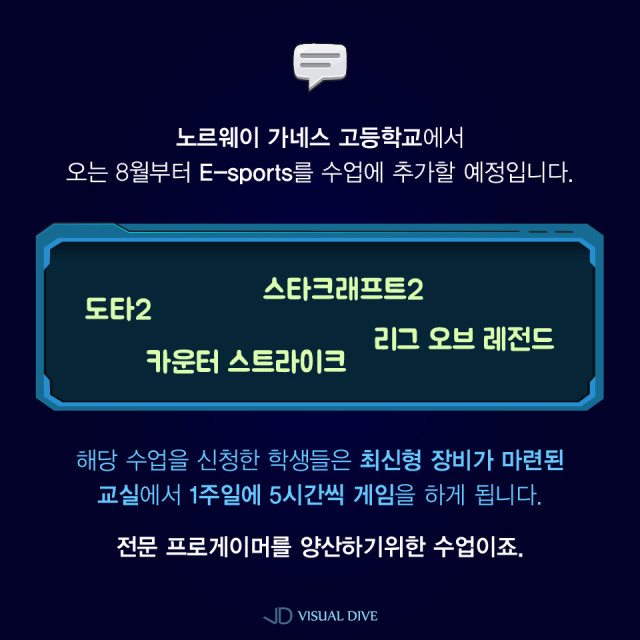 노르웨이 가네스 고등학교에서
오는 8월부터 E-sports를 수업에 추가할 예정입니다.
스타크래프트2
도타2
리그 오브 레전드
카운터 스트라이크
해당 수업을 신청한 학생들은 최신형 장비가 마련된
교실에서 1주일에 5시간씩 게임을 하게 됩니다.
전문 프로게이머를 양산하기위한 수업이죠.
VD VISUAL DIVE